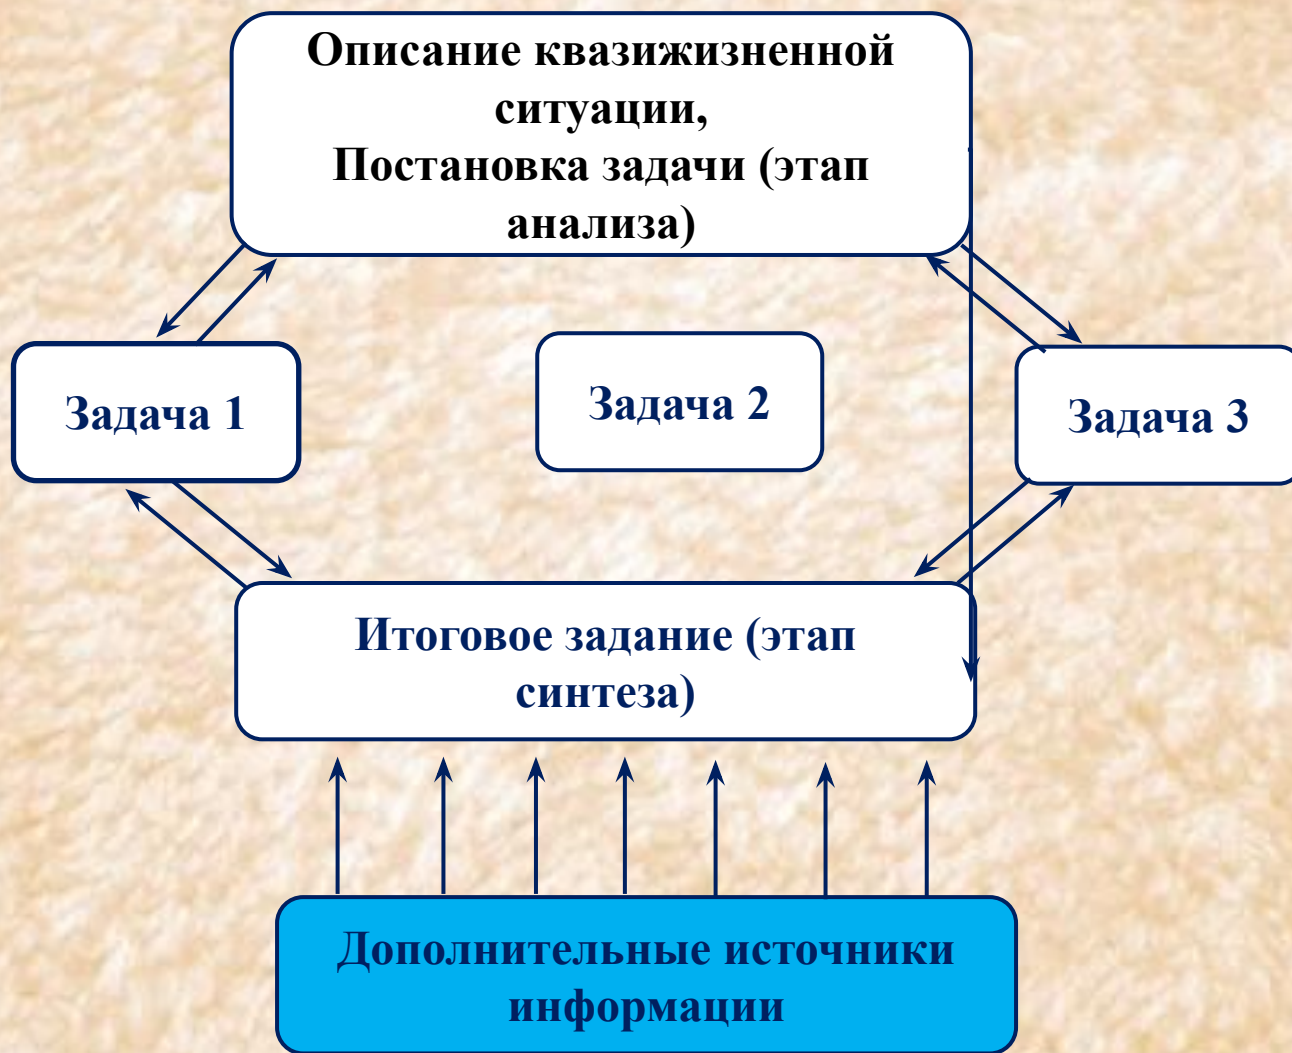 Описание квазижизненной
ситуации,
Постановка задачи (этап
анализа)
Задача 1
Задача 2
Задача 3
Итоговое задание (этап
синтеза)
Дополнительные источники
информации